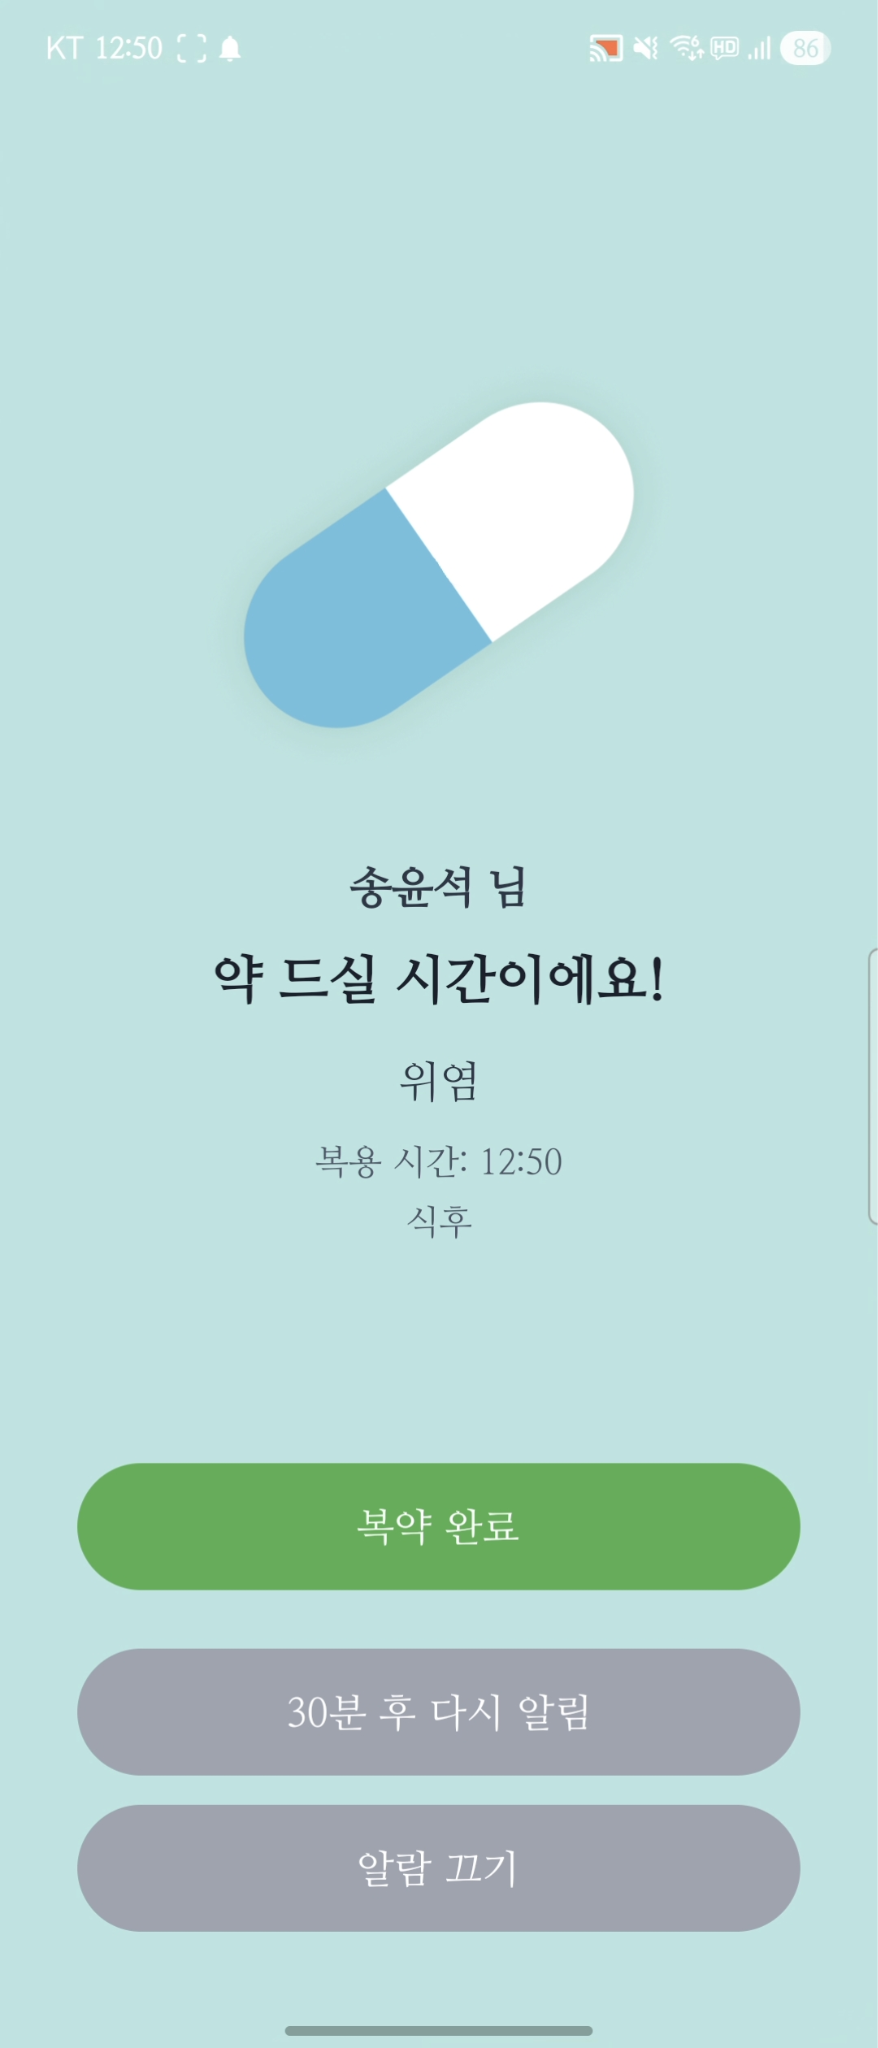 KT 12:50
6 HD 86
송윤석 님
약 드실 시간이에요!
위염
복용 시간: 12:50
식후
복약 완료
30분 후 다시 알림
알람 끄기